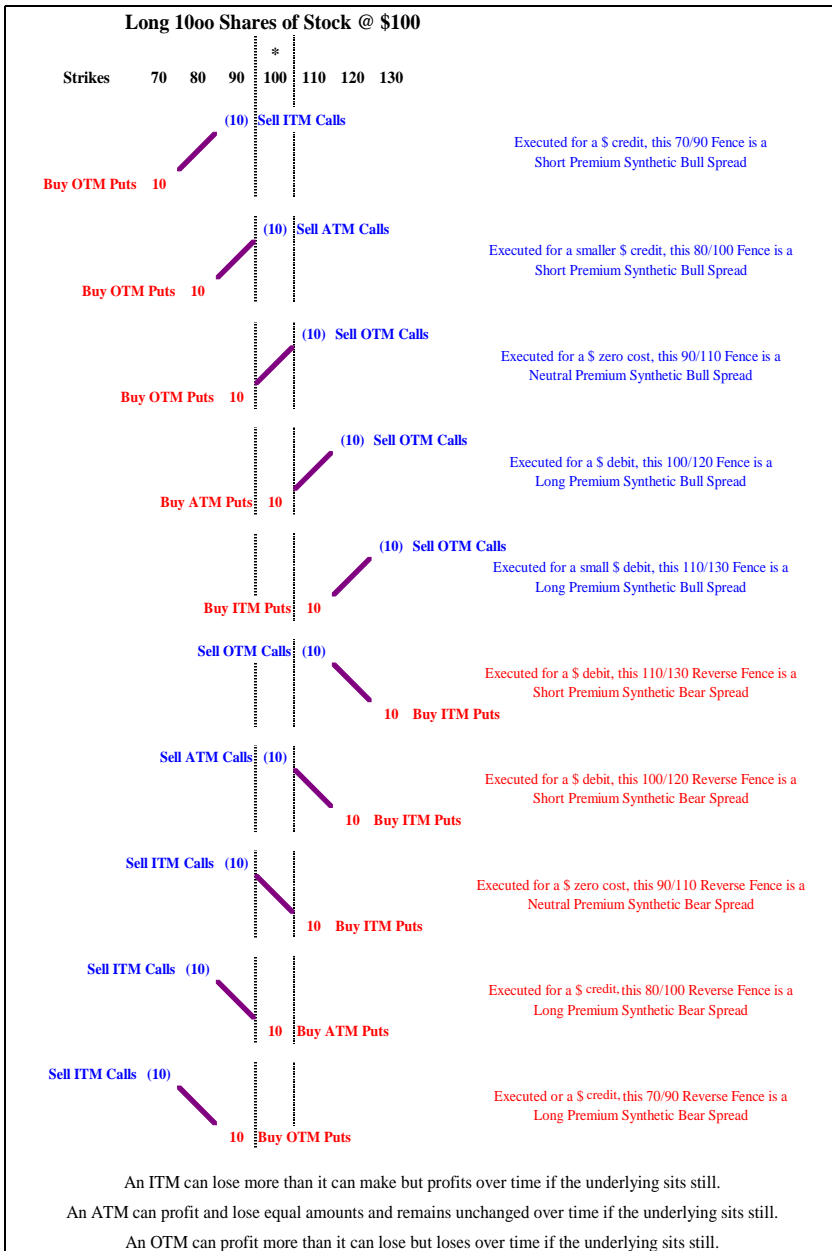 Long 10oo Shares of Stock @ $100
*
Strikes 70 80 90 100 110 120 130
(10) Sell ITM Calls
Executed for a $ credit, this 70/90 Fence is a
Short Premium Synthetic Bull Spread
Buy OTM Puts 10
(10) Sell ATM Calls
Executed for a smaller $ credit, this 80/100 Fence is a
Short Premium Synthetic Bull Spread
Buy OTM Puts 10
(10) Sell OTM Calls
Executed for a $ zero cost, this 90/110 Fence is a
Neutral Premium Synthetic Bull Spread
Buy OTM Puts 10
(10) Sell OTM Calls
Executed for a $ debit, this 100/120 Fence is a
Long Premium Synthetic Bull Spread
Buy ATM Puts 10
(10) Sell OTM Calls
Executed for a small $ debit, this 110/130 Fence is a
Long Premium Synthetic Bull Spread
Buy ITM Puts 10
Sell OTM Calls (10)
Executed for a $ debit, this 110/130 Reverse Fence is a
Short Premium Synthetic Bear Spread
10 Buy ITM Puts
Sell ATM Calls (10)
Executed for a $ debit, this 100/120 Reverse Fence is a
Short Premium Synthetic Bear Spread
10 Buy ITM Puts
Sell ITM Calls (10)
Executed for a $ zero cost, this 90/110 Reverse Fence is a
Neutral Premium Synthetic Bear Spread
10 Buy ITM Puts
Sell ITM Calls (10)
Executed for a $ credit, this 80/100 Reverse Fence is a
Long Premium Synthetic Bear Spread
10 Buy ATM Puts
Sell ITM Calls (10)
Executed or a $ credit, this 70/90 Reverse Fence is a
Long Premium Synthetic Bear Spread
10 Buy OTM Puts
An ITM can lose more than it can make but profits over time if the underlying sits still.
An ATM can profit and lose equal amounts and remains unchanged over time if the underlying sits still.
An OTM can profit more than it can lose but loses over time if the underlying sits still.